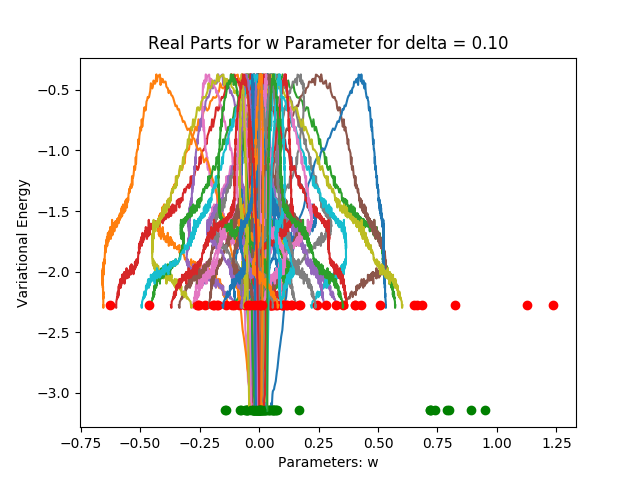 Real Parts for w Parameter for delta = 0.10
Variational Energy
−0.5
−1.0
−1.5
−2.0
−2.5
−3.0
−0.75 −0.50 −0.25 0.00 0.25 0.50 0.75 1.00 1.25
Parameters: w